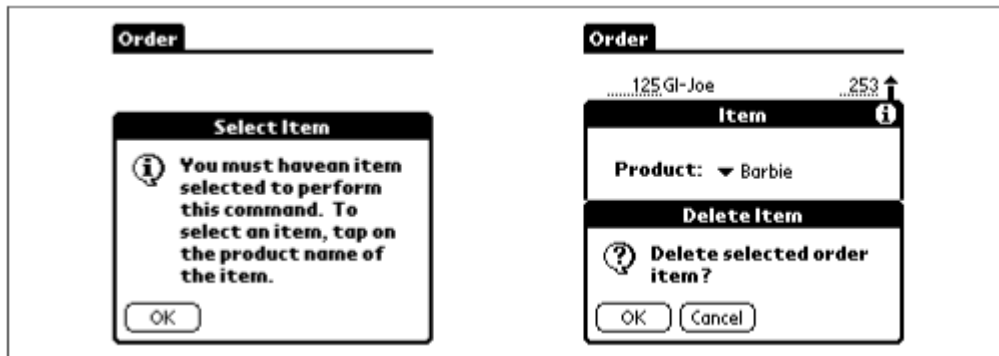 Order
Select Item
You must havean item
selected to perform
this command. To
select an item, tap on
the product name of
the item.
OK
Order
125 GI-Joe 253
Item
Product: Barbie
Delete Item
Delete selected order
item?
OK Cancel